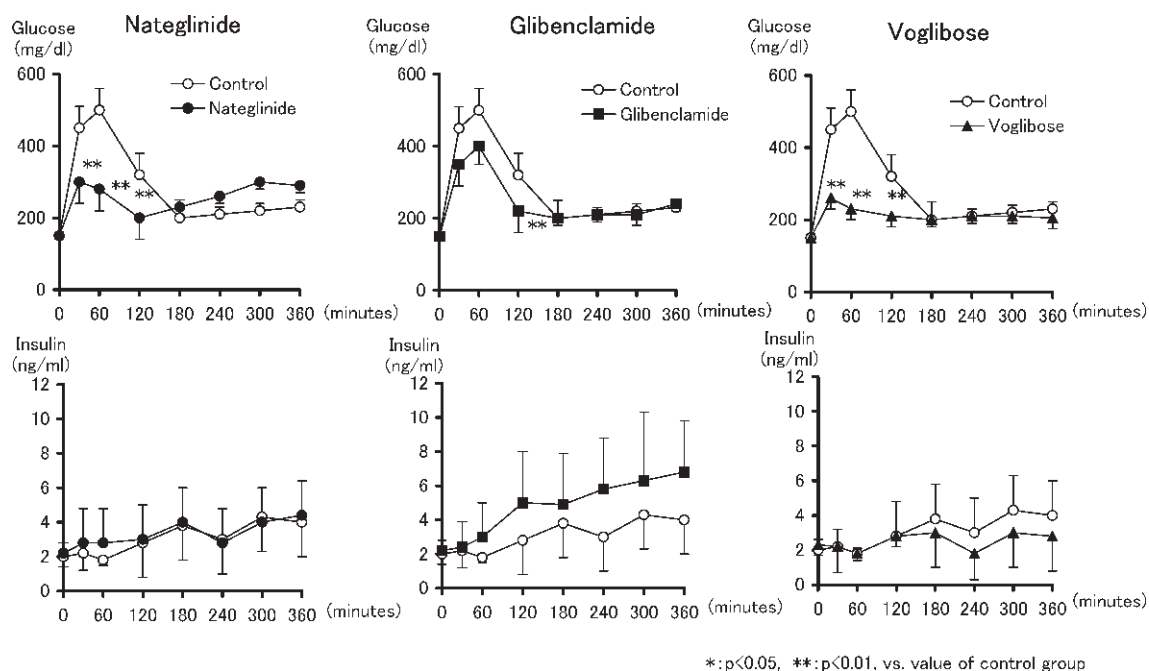 Nateglinide
Glucose
(mg/dl)
600
400
200
0
Control
Nateglinide
**
**
**
0 60 120 180 240 300 360 (minutes)
Glibenclamide
Glucose
(mg/dl)
600
400
200
0
Control
Glibenclamide
**
0 60 120 180 240 300 360 (minutes)
Voglibose
Glucose
(mg/dl)
600
400
200
0
Control
Voglibose
**
**
**
0 60 120 180 240 300 360 (minutes)
Insulin
(ng/ml)
12
10
8
6
4
2
0
0 60 120 180 240 300 360 (minutes)
Insulin
(ng/ml)
12
10
8
6
4
2
0
0 60 120 180 240 300 360 (minutes)
Insulin
(ng/ml)
12
10
8
6
4
2
0
0 60 120 180 240 300 360 (minutes)
*:p<0.05, **:p<0.01, vs. value of control group